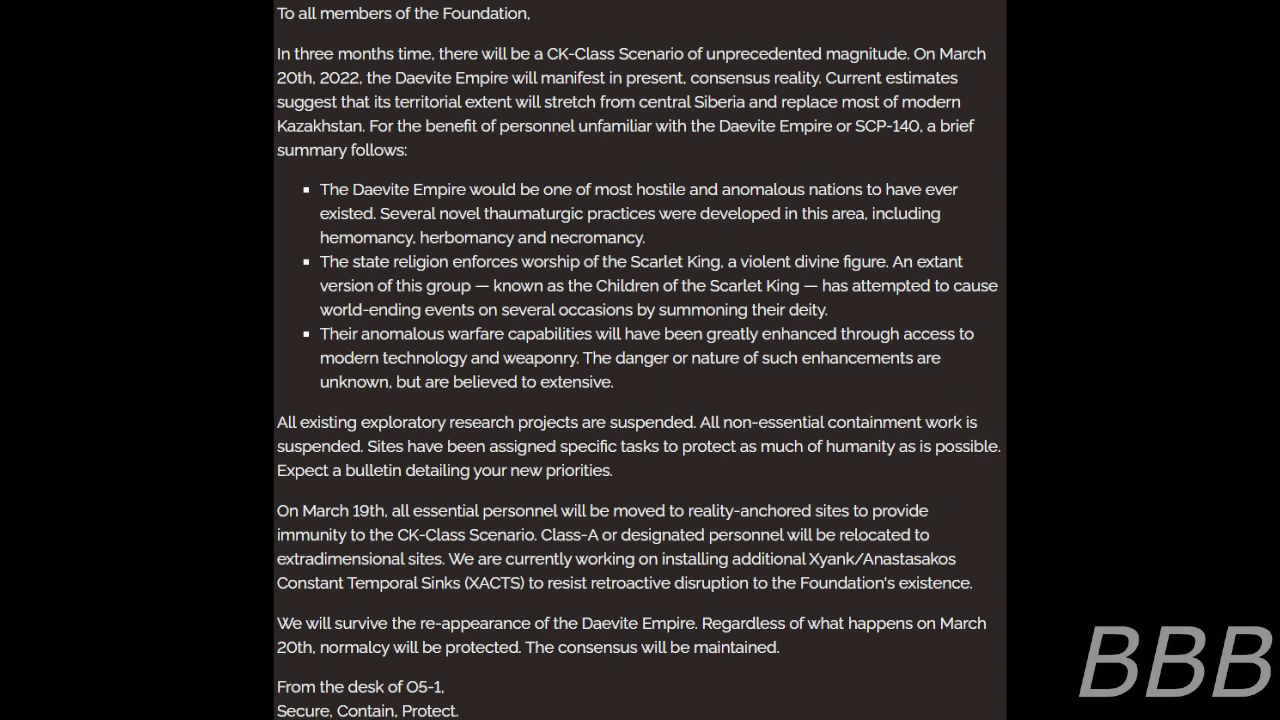 To all members of the Foundation,
In three months time, there will be a CK-Class Scenario of unprecedented magnitude. On March
20th, 2022, the Daevite Empire will manifest in present, consensus reality. Current estimates
suggest that its territorial extent will stretch from central Siberia and replace most of modern
Kazakhstan. For the benefit of personnel unfamiliar with the Daevite Empire or SCP-140, a brief
summary follows:
▪ The Daevite Empire would be one of most hostile and anomalous nations to have ever
existed. Several novel thaumaturgic practices were developed in this area, including
hemomancy, herbomancy and necromancy.
▪ The state religion enforces worship of the Scarlet King, a violent divine figure. An extant
version of this group — known as the Children of the Scarlet King — has attempted to cause
world-ending events on several occasions by summoning their deity.
▪ Their anomalous warfare capabilities will have been greatly enhanced through access to
modern technology and weaponry. The danger or nature of such enhancements are
unknown, but are believed to extensive.
All existing exploratory research projects are suspended. All non-essential containment work is
suspended. Sites have been assigned specific tasks to protect as much of humanity as is possible.
Expect a bulletin detailing your new priorities.
On March 19th, all essential personnel will be moved to reality-anchored sites to provide
immunity to the CK-Class Scenario. Class-A or designated personnel will be relocated to
extradimensional sites. We are currently working on installing additional Xyank/Anastasakos
Constant Temporal Sinks (XACTS) to resist retroactive disruption to the Foundation's existence.
We will survive the re-appearance of the Daevite Empire. Regardless of what happens on March
20th, normalcy will be protected. The consensus will be maintained.
From the desk of O5-1,
Secure, Contain, Protect.
BBB